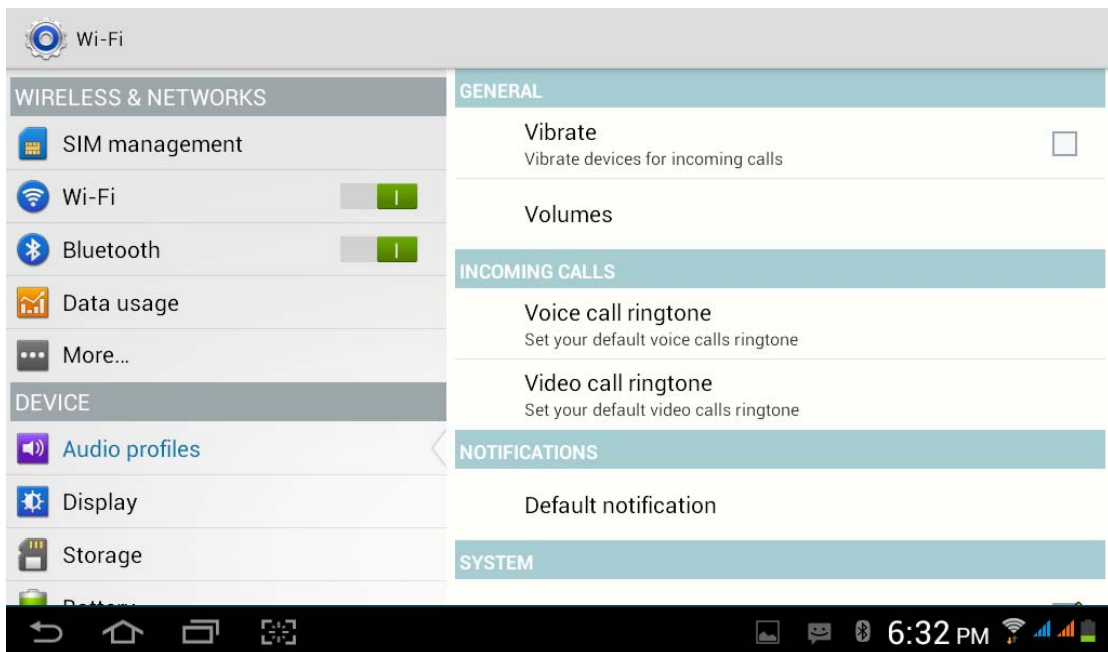 Wi-Fi
WIRELESS & NETWORKS
SIM management
Wi-Fi
Bluetooth
Data usage
More...
DEVICE
Audio profiles
Display
Storage
Battery
GENERAL
Vibrate
Vibrate devices for incoming calls
Volumes
INCOMING CALLS
Voice call ringtone
Set your default voice calls ringtone
Video call ringtone
Set your default video calls ringtone
NOTIFICATIONS
Default notification
SYSTEM
6:32 PM